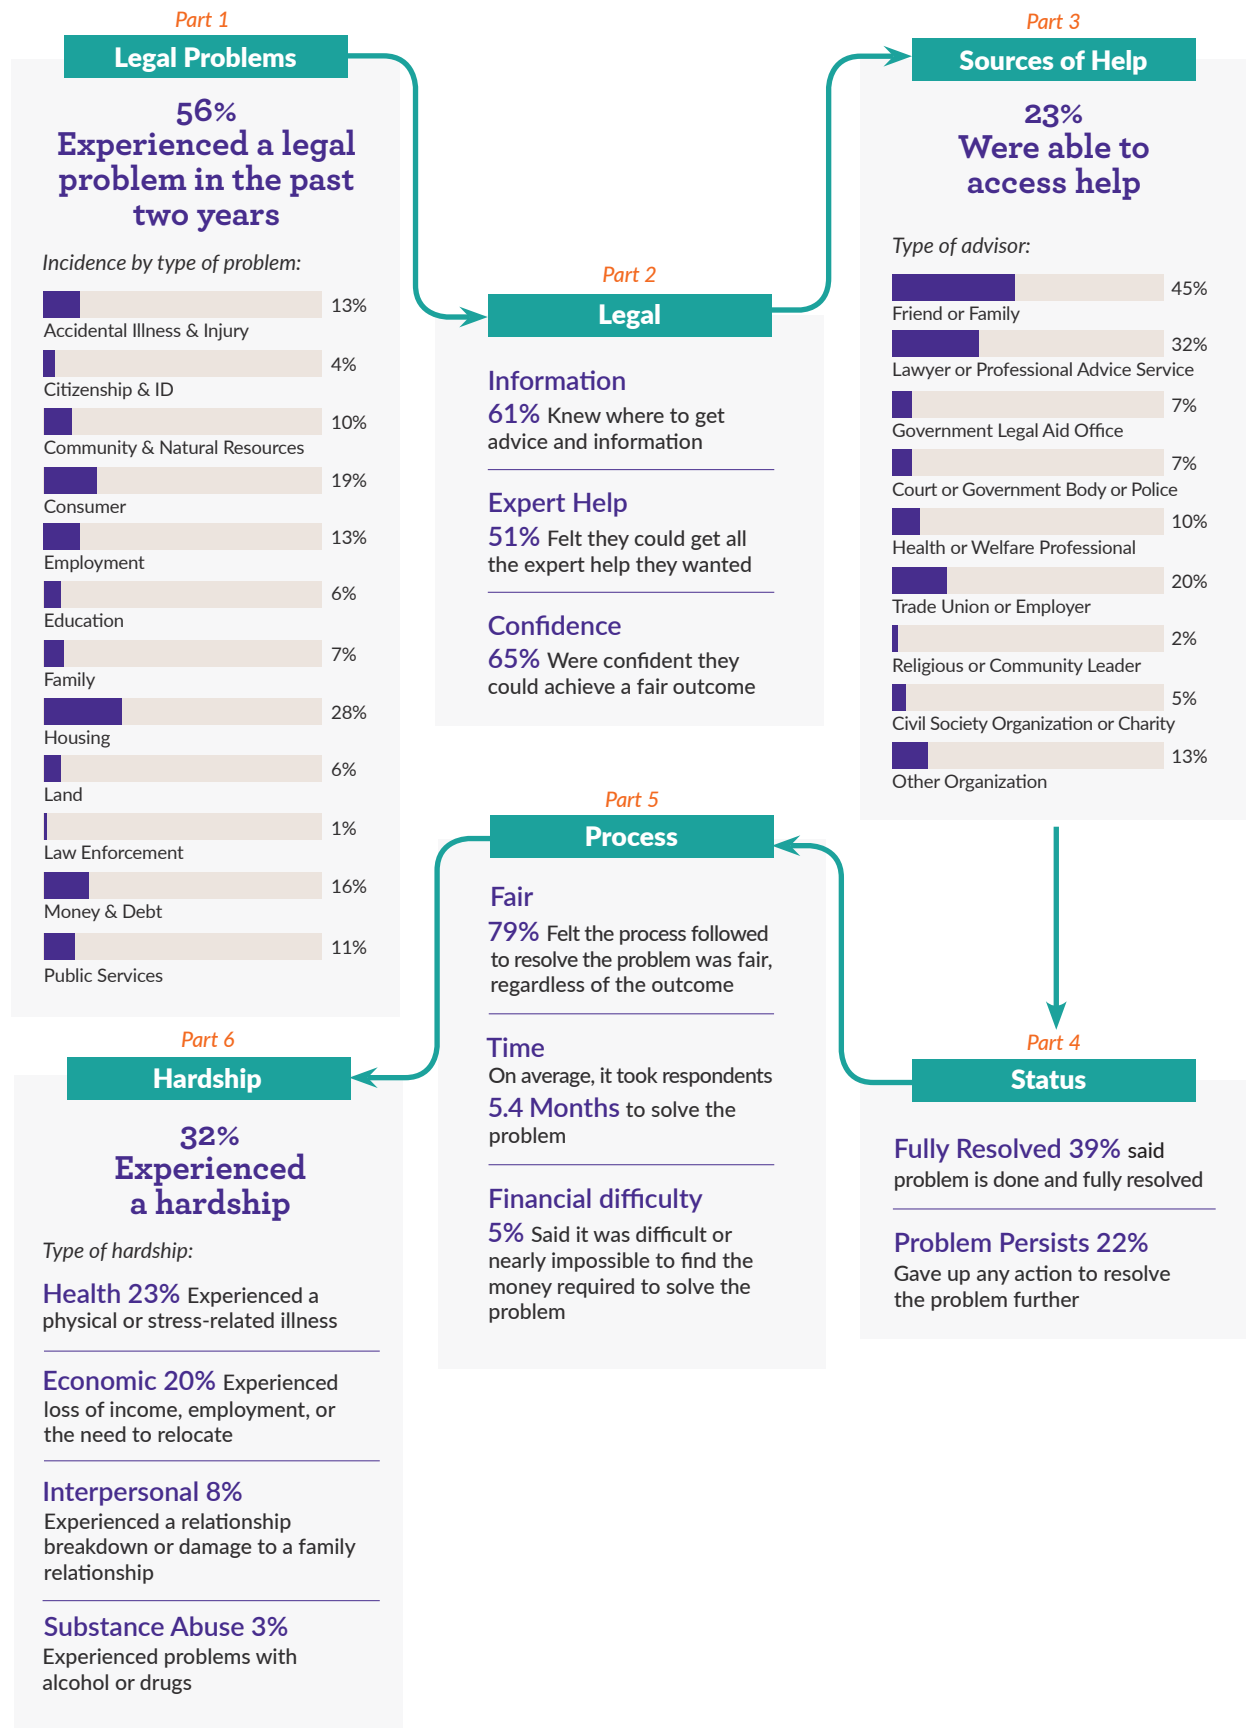 Part 1
Legal Problems
56%
Experienced a legal
problem in the past
two years
Incidence by type of problem:
13%
Accidental Illness & Injury
4%
Citizenship & ID
10%
Community & Natural Resources
19%
Consumer
13%
Employment
6%
Education
7%
Family
28%
Housing
6%
Land
1%
Law Enforcement
16%
Money & Debt
11%
Public Services
Part 2
Legal
Information
61% Knew where to get
advice and information
Expert Help
51% Felt they could get all
the expert help they wanted
Confidence
65% Were confident they
could achieve a fair outcome
Part 3
Sources of Help
23%
Were able to
access help
Type of advisor:
45%
Friend or Family
32%
Lawyer or Professional Advice Service
7%
Government Legal Aid Office
7%
Court or Government Body or Police
10%
Health or Welfare Professional
20%
Trade Union or Employer
2%
Religious or Community Leader
5%
Civil Society Organization or Charity
13%
Other Organization
Part 4
Status
Fully Resolved 39% said
problem is done and fully resolved
Problem Persists 22%
Gave up any action to resolve
the problem further
Part 5
Process
Fair
79% Felt the process followed
to resolve the problem was fair,
regardless of the outcome
Time
On average, it took respondents
5.4 Months to solve the
problem
Financial difficulty
5% Said it was difficult or
nearly impossible to find the
money required to solve the
problem
Part 6
Hardship
32%
Experienced
a hardship
Type of hardship:
Health 23% Experienced a
physical or stress-related illness
Economic 20% Experienced
loss of income, employment, or
the need to relocate
Interpersonal 8%
Experienced a relationship
breakdown or damage to a family
relationship
Substance Abuse 3%
Experienced problems with
alcohol or drugs